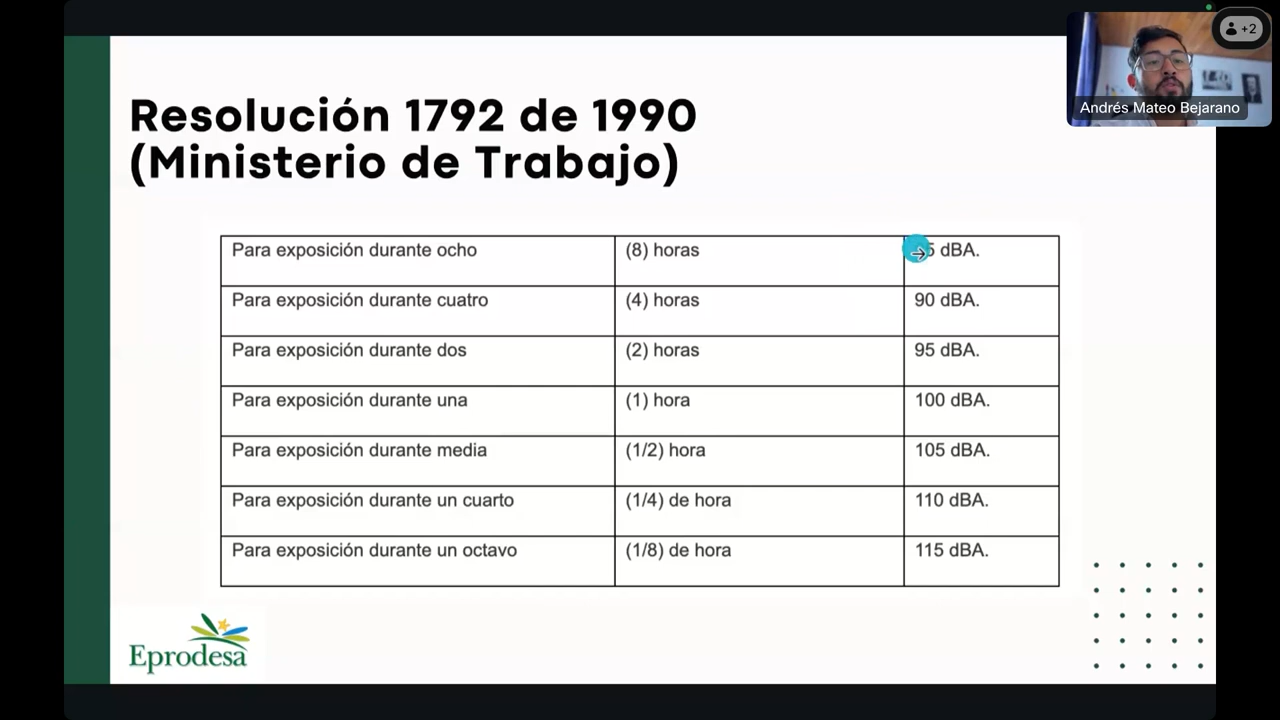 +2
Andrés Mateo Bejarano
Resolución 1792 de 1990
(Ministerio de Trabajo)
Para exposición durante ocho (8) horas dBA.
Para exposición durante cuatro (4) horas 90 dBA.
Para exposición durante dos (2) horas 95 dBA.
Para exposición durante una (1) hora 100 dBA.
Para exposición durante media (1/2) hora 105 dBA.
Para exposición durante un cuarto (1/4) de hora 110 dBA.
Para exposición durante un octavo (1/8) de hora 115 dBA.
Eprodesa